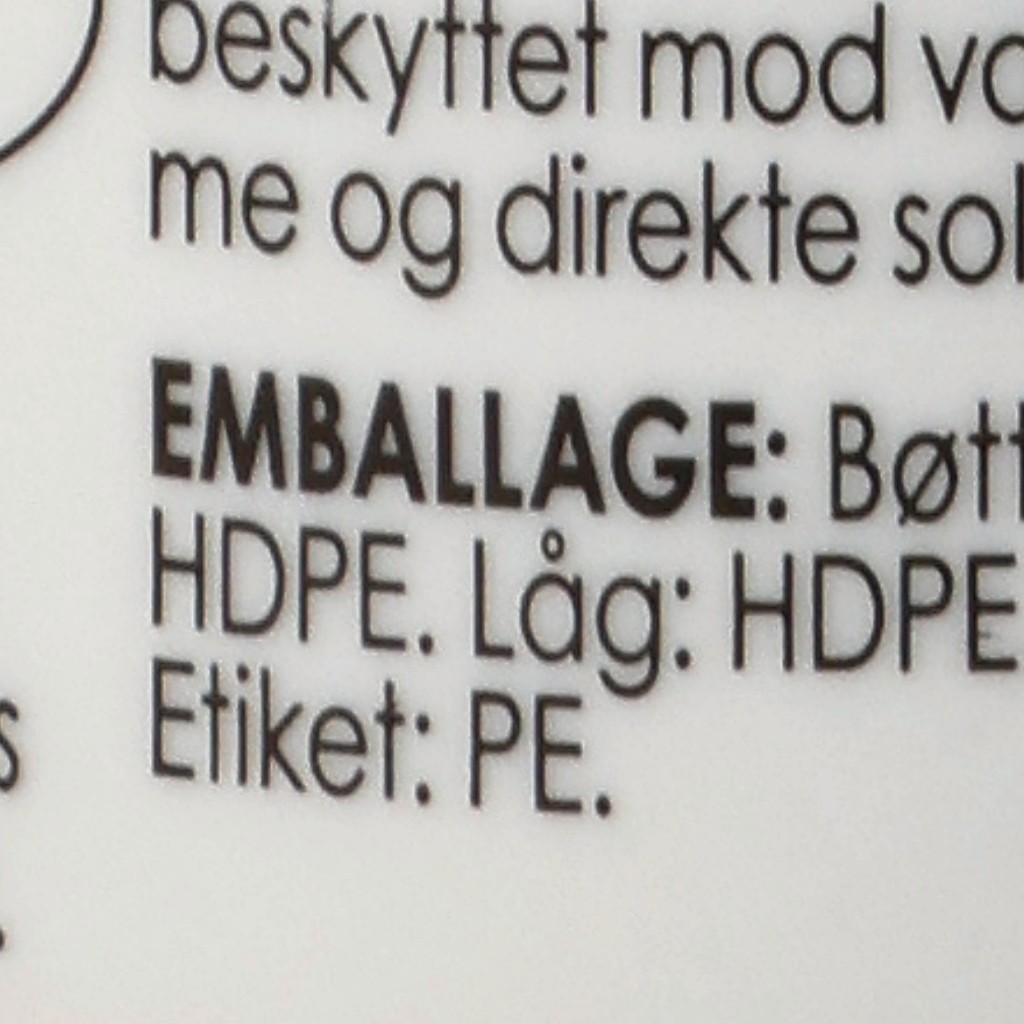 beskyttet mod
me og direkte
EMBALLAGE:
HDPE. Låg: HDPE
Etiket: PE.